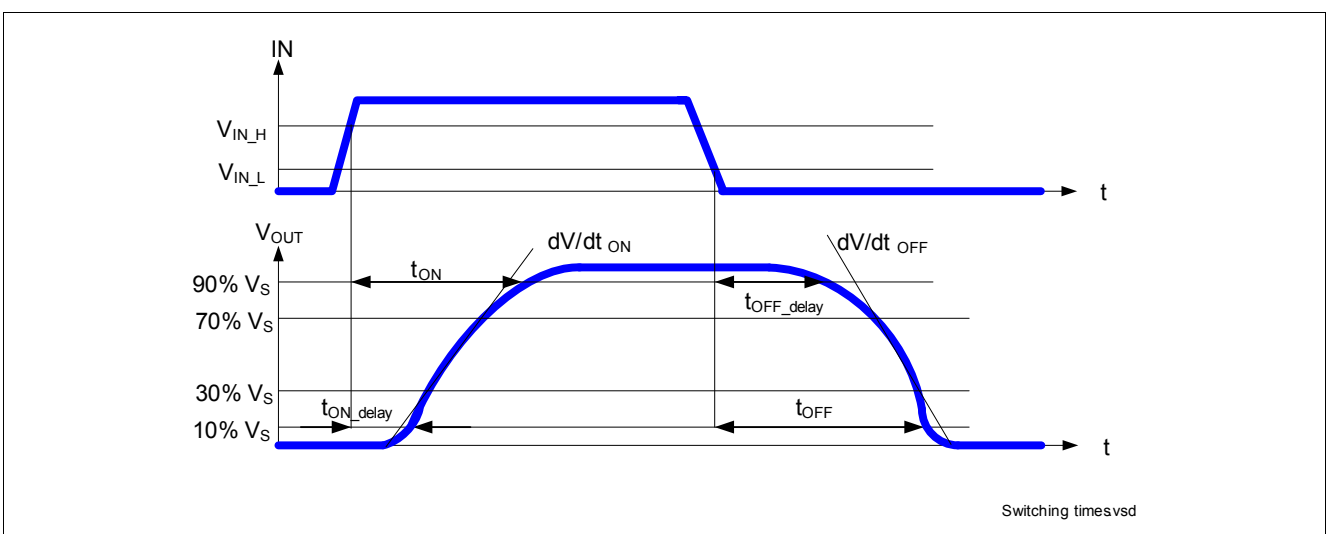 IN
V_IN_H
V_IN_L
t
V_OUT
dV/dt ON
dV/dt OFF
t_ON
90% V_S
t_OFF_delay
70% V_S
30% V_S
t_ON_delay
t_OFF
10% V_S
t
Switching times.vsd